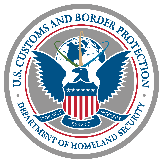 U.S. CUSTOMS AND BORDER PROTECTION
DEPARTMENT OF HOMELAND SECURITY